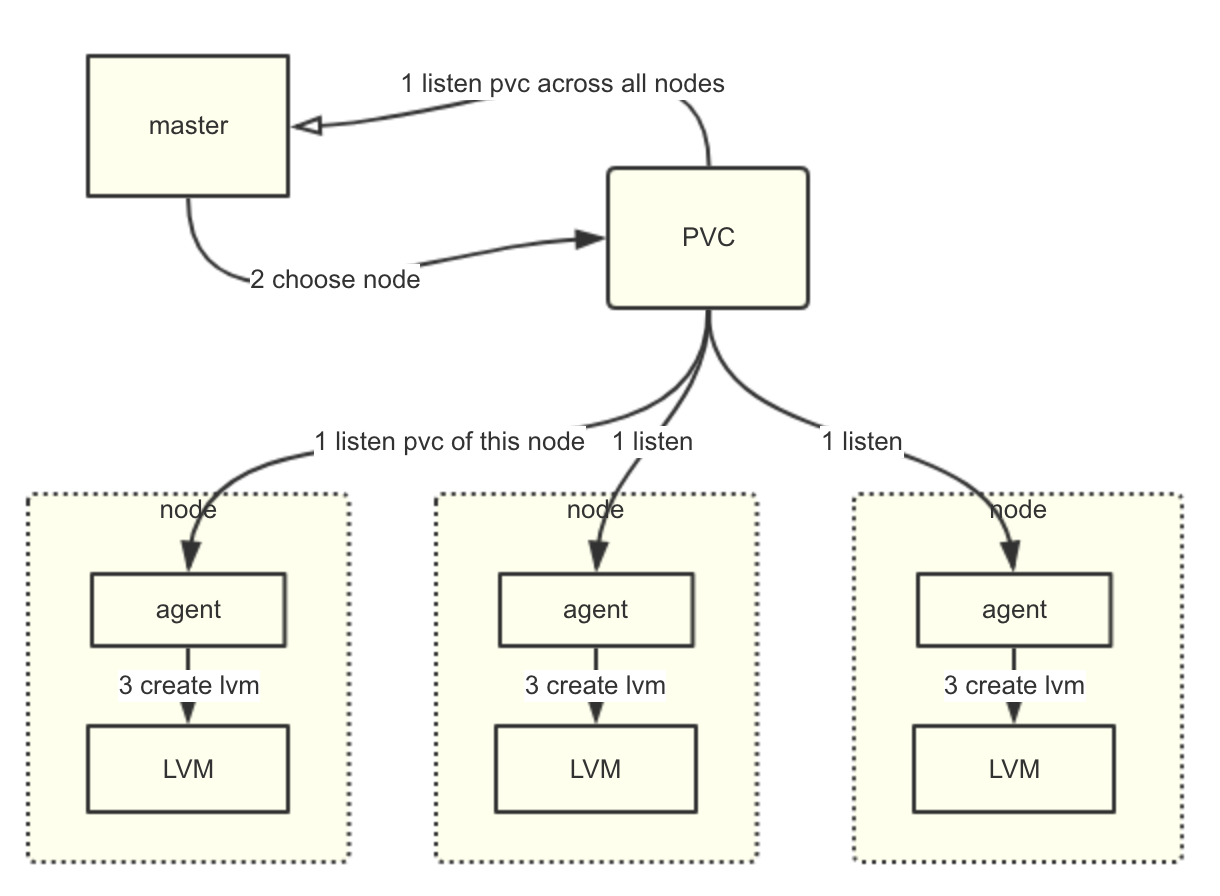 1 listen pvc across all nodes
master
PVC
2 choose node
1 listen pvc of this node
1 listen
1 listen
node
node
node
agent
agent
agent
3 create lvm
3 create lvm
3 create lvm
LVM
LVM
LVM